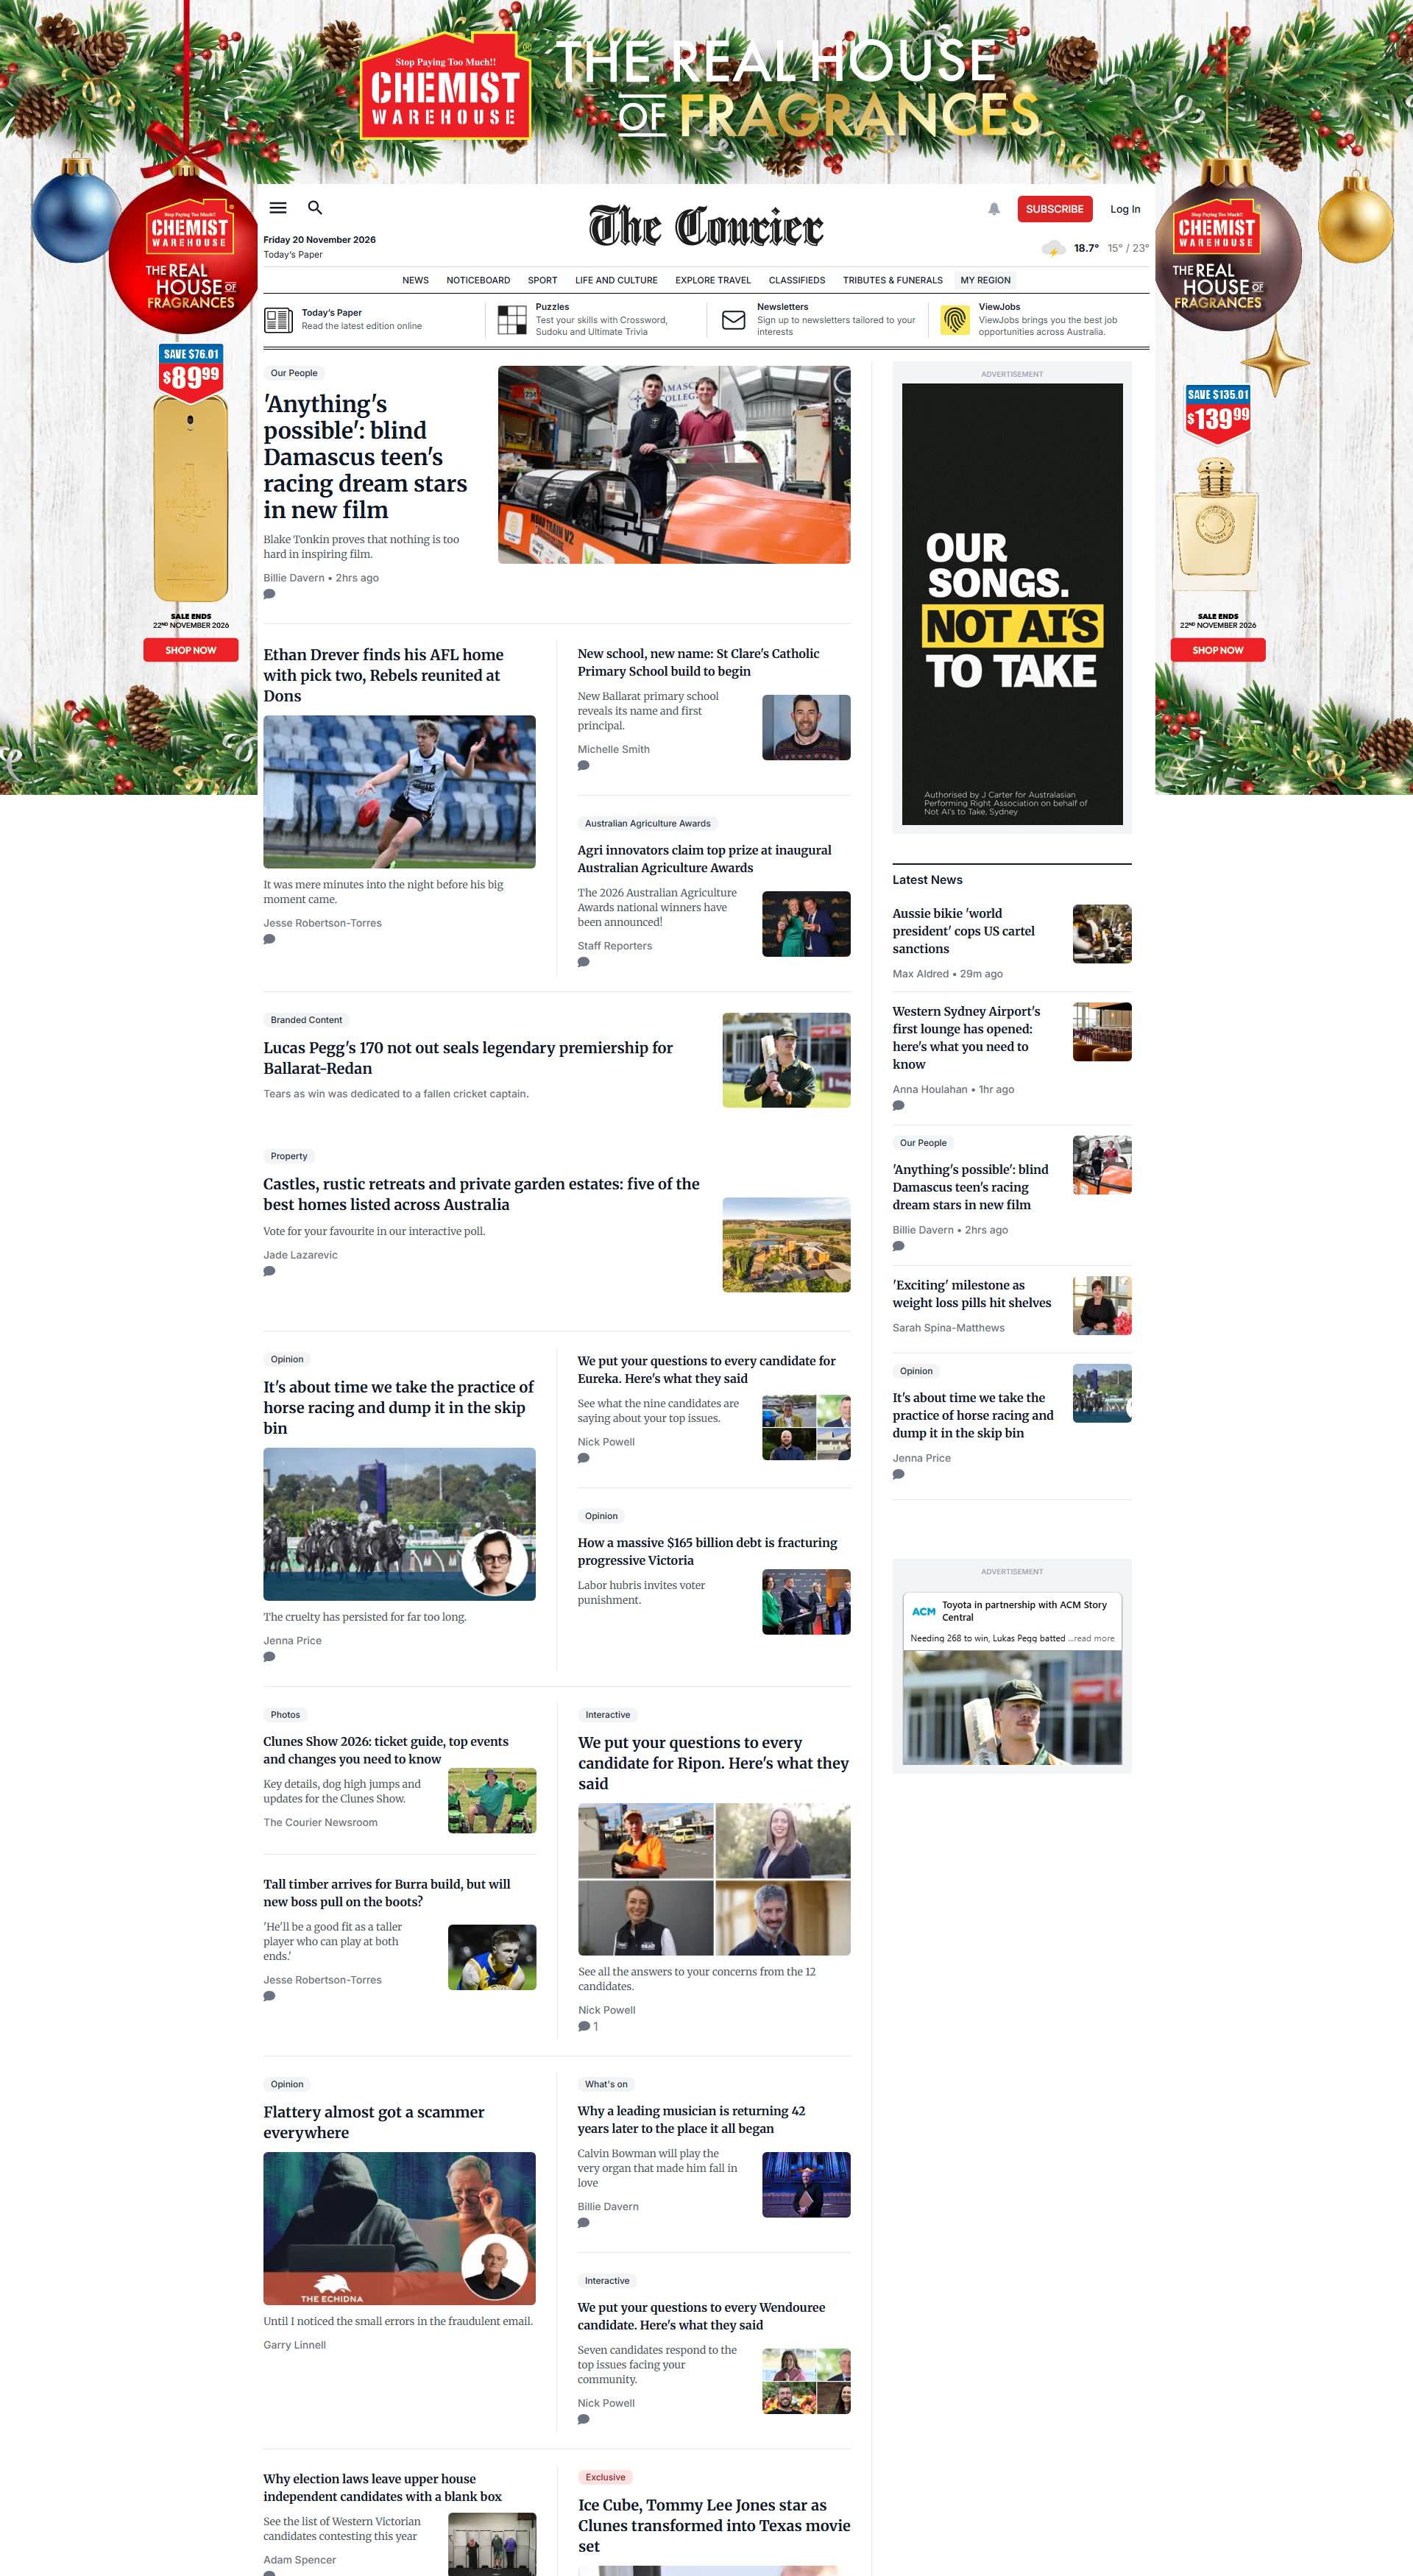 Stop Paying Too Much!!
CHEMIST
WAREHOUSE
THE REAL HOUSE
OF FRAGRANCES
Stop Paying Too Much!!
CHEMIST
WAREHOUSE
THE REAL
HOUSE OF
FRAGRANCES
SAVE $76.01
$89.99
SALE ENDS
22ND NOVEMBER 2026
SHOP NOW
Stop Paying Too Much!!
CHEMIST
WAREHOUSE
THE REAL
HOUSE OF
FRAGRANCES
SAVE $135.01
$139.99
SALE ENDS
22ND NOVEMBER 2026
SHOP NOW
The Courier
SUBSCRIBE
Log In
Friday 20 November 2026
Today's Paper
18.7° 15° / 23°
NEWS NOTICEBOARD SPORT LIFE AND CULTURE EXPLORE TRAVEL CLASSIFIEDS TRIBUTES & FUNERALS MY REGION
Today's Paper
Read the latest edition online
Puzzles
Test your skills with Crossword,
Sudoku and Ultimate Trivia
Newsletters
Sign up to newsletters tailored to your
interests
ViewJobs
ViewJobs brings you the best job
opportunities across Australia.
Our People
'Anything's
possible': blind
Damascus teen's
racing dream stars
in new film
Blake Tonkin proves that nothing is too
hard in inspiring film.
Billie Davern • 2hrs ago
ROAD TRAIN V2
Ethan Drever finds his AFL home
with pick two, Rebels reunited at
Dons
It was mere minutes into the night before his big
moment came.
Jesse Robertson-Torres
New school, new name: St Clare's Catholic
Primary School build to begin
New Ballarat primary school
reveals its name and first
principal.
Michelle Smith
Australian Agriculture Awards
Agri innovators claim top prize at inaugural
Australian Agriculture Awards
The 2026 Australian Agriculture
Awards national winners have
been announced!
Staff Reporters
Branded Content
Lucas Pegg's 170 not out seals legendary premiership for
Ballarat-Redan
Tears as win was dedicated to a fallen cricket captain.
Property
Castles, rustic retreats and private garden estates: five of the
best homes listed across Australia
Vote for your favourite in our interactive poll.
Jade Lazarevic
Opinion
It's about time we take the practice of
horse racing and dump it in the skip
bin
The cruelty has persisted for far too long.
Jenna Price
We put your questions to every candidate for
Eureka. Here's what they said
See what the nine candidates are
saying about your top issues.
Nick Powell
Opinion
How a massive $165 billion debt is fracturing
progressive Victoria
Labor hubris invites voter
punishment.
Photos
Clunes Show 2026: ticket guide, top events
and changes you need to know
Key details, dog high jumps and
updates for the Clunes Show.
The Courier Newsroom
Tall timber arrives for Burra build, but will
new boss pull on the boots?
'He'll be a good fit as a taller
player who can play at both
ends.'
Jesse Robertson-Torres
Interactive
We put your questions to every
candidate for Ripon. Here's what they
said
See all the answers to your concerns from the 12
candidates.
Nick Powell
1
Opinion
Flattery almost got a scammer
everywhere
THE ECHIDNA
Until I noticed the small errors in the fraudulent email.
Garry Linnell
What's on
Why a leading musician is returning 42
years later to the place it all began
Calvin Bowman will play the
very organ that made him fall in
love
Billie Davern
Interactive
We put your questions to every Wendouree
candidate. Here's what they said
Seven candidates respond to the
top issues facing your
community.
Nick Powell
Why election laws leave upper house
independent candidates with a blank box
See the list of Western Victorian
candidates contesting this year
Adam Spencer
Exclusive
Ice Cube, Tommy Lee Jones star as
Clunes transformed into Texas movie
set
ADVERTISEMENT
OUR
SONGS.
NOT AI'S
TO TAKE
Authorised by J Carter for Australasian
Performing Right Association on behalf of
Not AI's to Take, Sydney
Latest News
Aussie bikie 'world
president' cops US cartel
sanctions
Max Aldred • 29m ago
Western Sydney Airport's
first lounge has opened:
here's what you need to
know
Anna Houlahan • 1hr ago
Our People
'Anything's possible': blind
Damascus teen's racing
dream stars in new film
Billie Davern • 2hrs ago
'Exciting' milestone as
weight loss pills hit shelves
Sarah Spina-Matthews
Opinion
It's about time we take the
practice of horse racing and
dump it in the skip bin
Jenna Price
ADVERTISEMENT
ACM
Toyota in partnership with ACM Story
Central
Needing 268 to win, Lukas Pegg batted ...read more